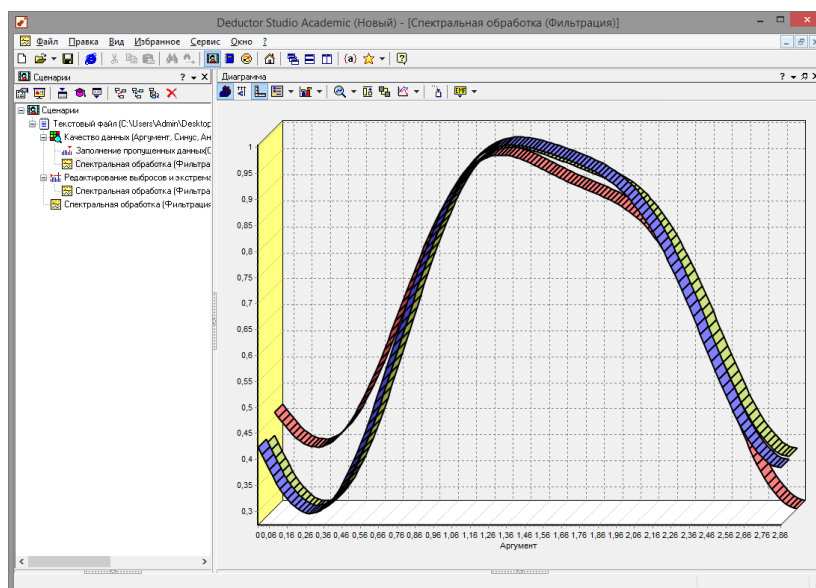 Deductor Studio Academic (Новый) - [Спектральная обработка (Фильтрация)]
Файл Правка Вид Избранное Сервис Окно ?
(a) ?
Сценарии ?
Диаграмма ?
Сценарии
Текстовый файл (C:\Users\Admin\Desktop
Качество данных (Аргумент, Синус, Ан
Заполнение пропущенных данных(С
Спектральная обработка (Фильтра
Редактирование выбросов и экстрема
Спектральная обработка (Фильтра
Спектральная обработка (Фильтрация
1
0,95
0,9
0,85
0,8
0,75
0,7
0,65
0,6
0,55
0,5
0,45
0,4
0,35
0,3
0 0,06 0,16 0,26 0,36 0,46 0,56 0,66 0,76 0,86 0,96 1,06 1,16 1,26 1,36 1,46 1,56 1,66 1,76 1,86 1,96 2,06 2,16 2,26 2,36 2,46 2,56 2,66 2,76 2,86
Аргумент